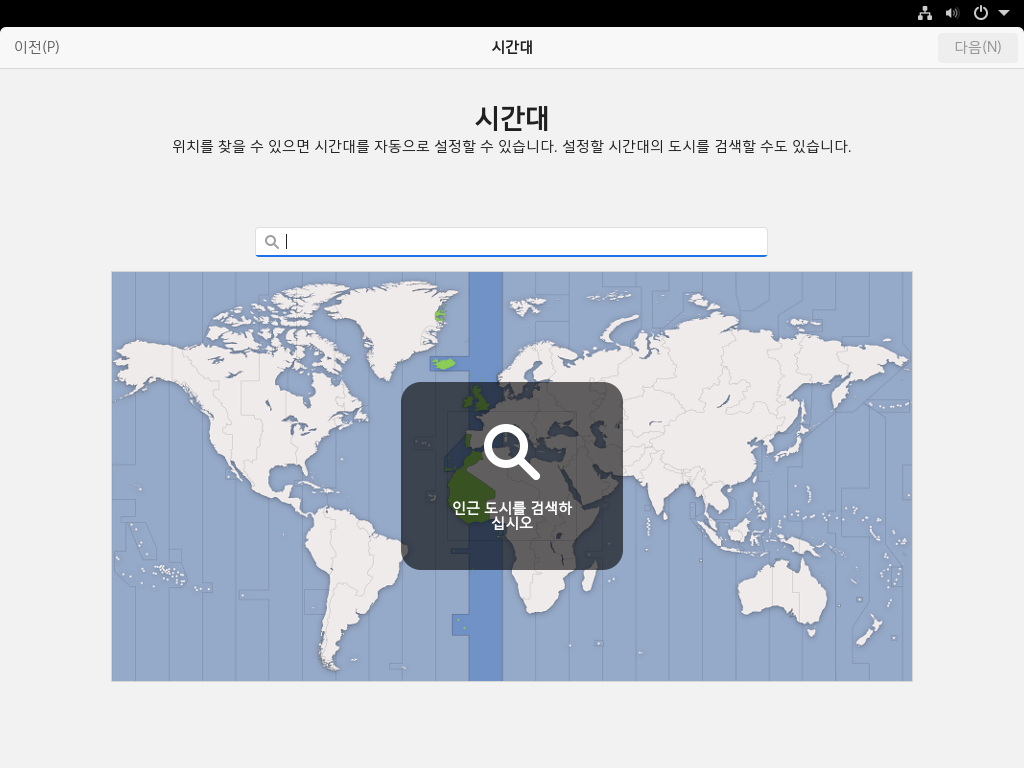 이전(P)
시간대
다음(N)
시간대
위치를 찾을 수 있으면 시간대를 자동으로 설정할 수 있습니다. 설정할 시간대의 도시를 검색할 수도 있습니다.
인근 도시를 검색하
십시오